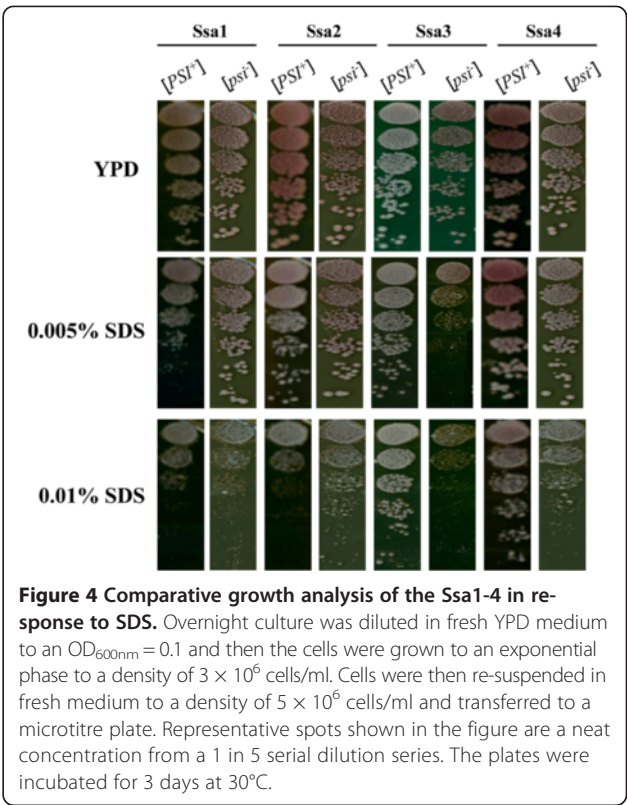 Ssa1 Ssa2 Ssa3 Ssa4
[PSI+] [psi-] [PSI+] [psi-] [PSI+] [psi-] [PSI+] [psi-]
YPD
0.005% SDS
0.01% SDS
Figure 4 Comparative growth analysis of the Ssa1-4 in re-
sponse to SDS. Overnight culture was diluted in fresh YPD medium
to an OD600nm = 0.1 and then the cells were grown to an exponential
phase to a density of 3 × 10⁶ cells/ml. Cells were then re-suspended in
fresh medium to a density of 5 × 10⁶ cells/ml and transferred to a
microtitre plate. Representative spots shown in the figure are a neat
concentration from a 1 in 5 serial dilution series. The plates were
incubated for 3 days at 30°C.